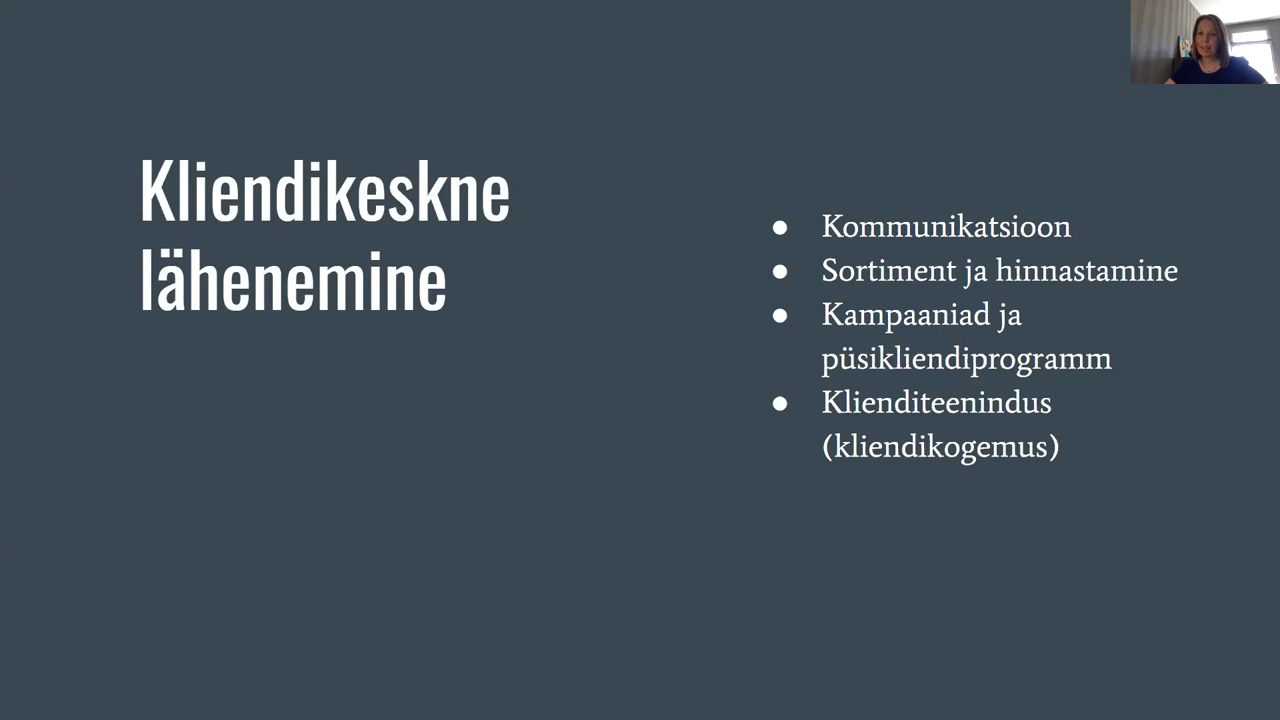 Kliendikeskne
lähenemine
● Kommunikatsioon
● Sortiment ja hinnastamine
● Kampaaniad ja
püsikliendiprogramm
● Klienditeenindus
(kliendikogemus)